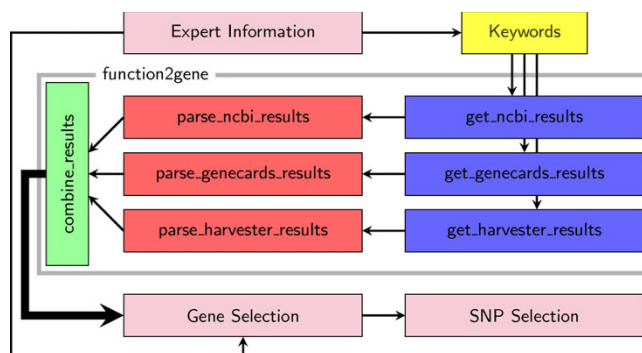 Expert Information
Keywords
function2gene
combine_results
parse_ncbi_results
get_ncbi_results
parse_genecards_results
get_genecards_results
parse_harvester_results
get_harvester_results
Gene Selection
SNP Selection